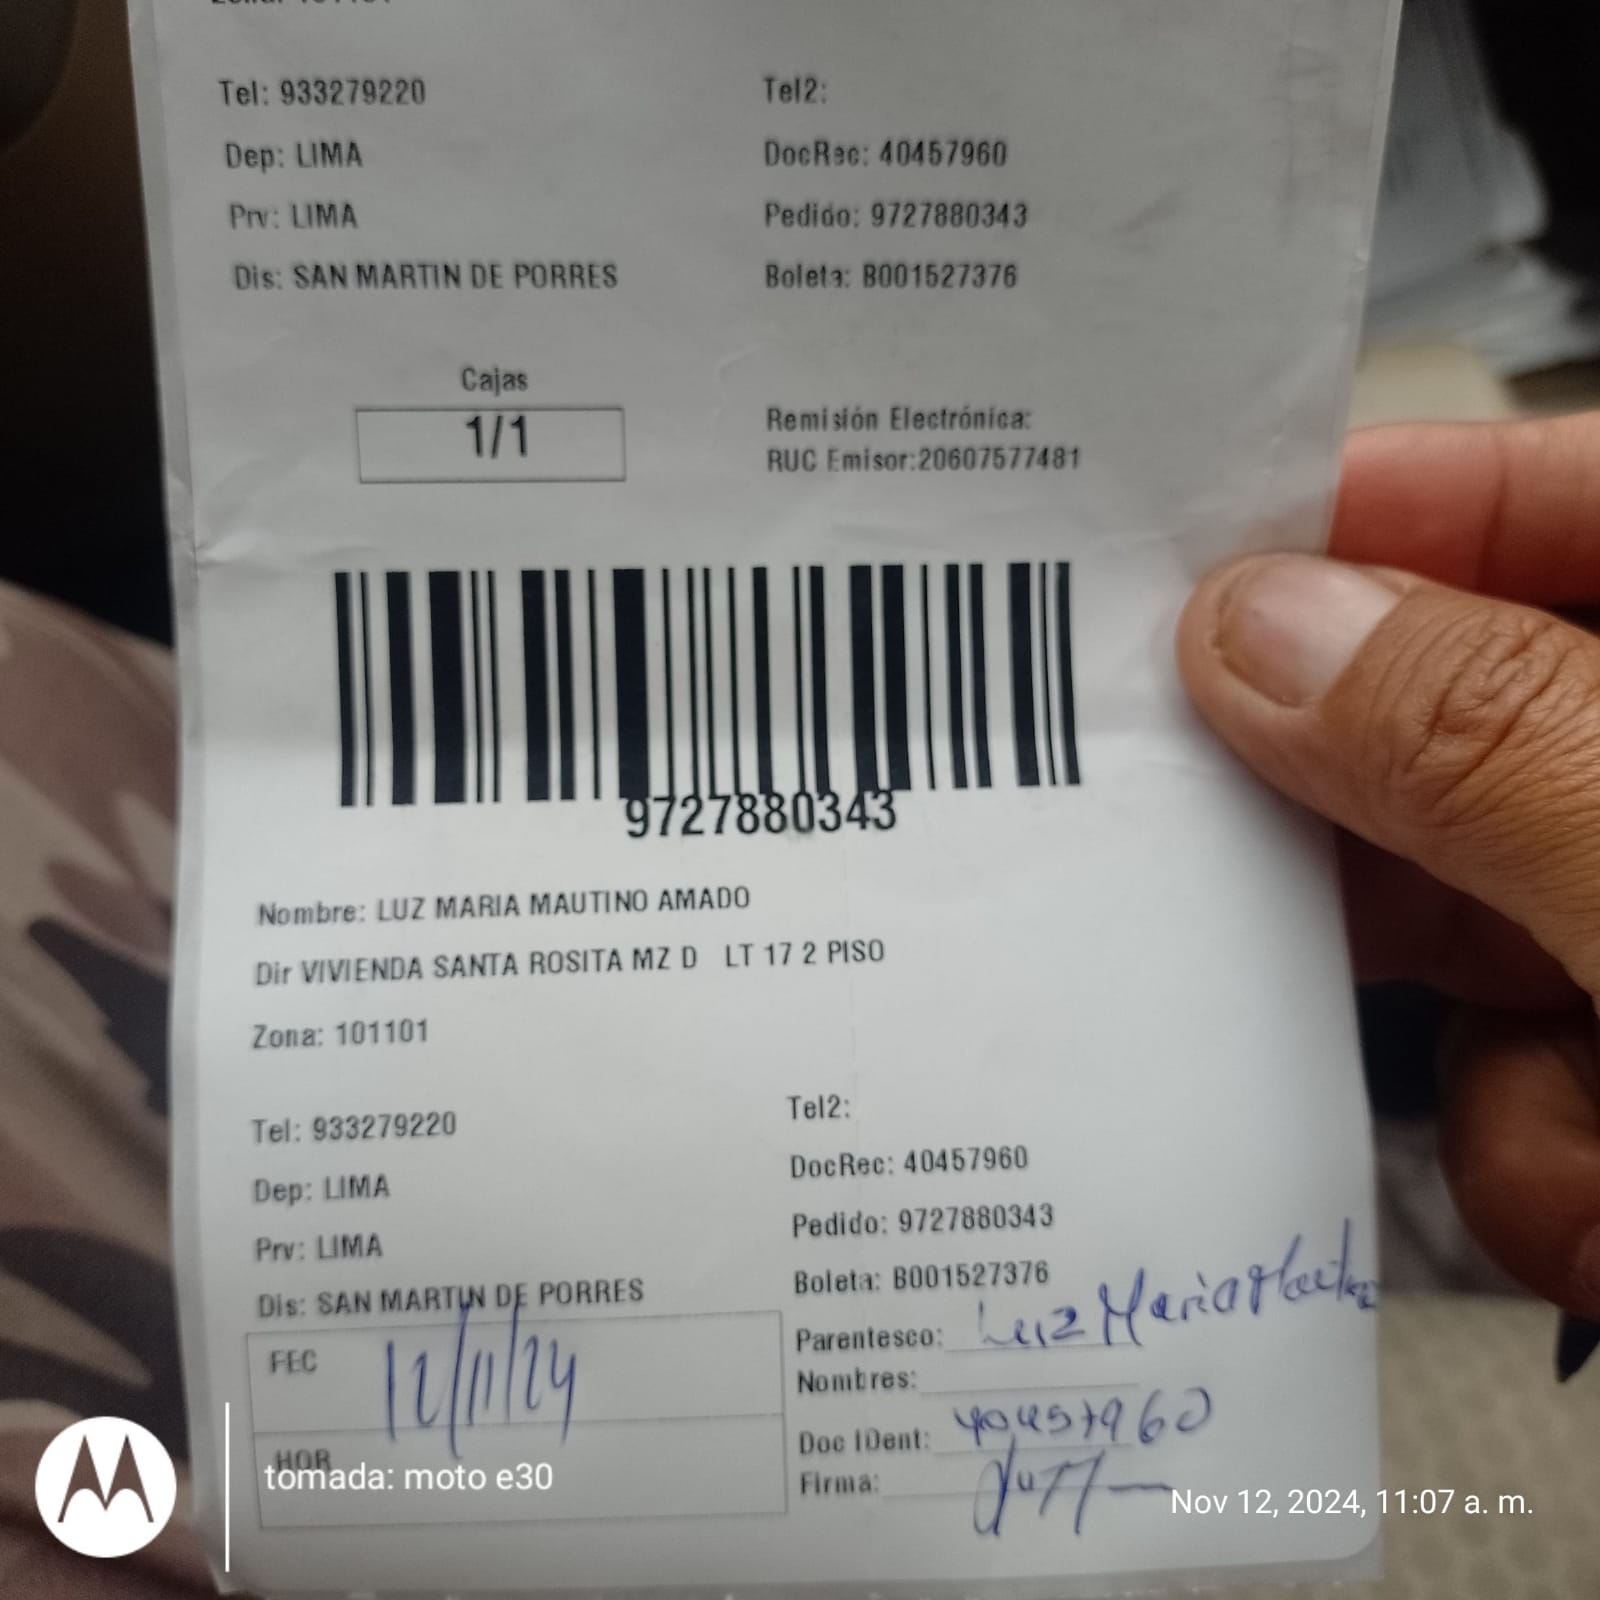 Tel: 933279220 Tel2:
Dep: LIMA DocRec: 40457960
Prv: LIMA Pedido: 9727880343
Dis: SAN MARTIN DE PORRES Boleta: B001527376
Cajas
1/1
Remisión Electrónica:
RUC Emisor:20607577481
9727880343
Nombre: LUZ MARIA MAUTINO AMADO
Dir VIVIENDA SANTA ROSITA MZ D LT 17 2 PISO
Zona: 101101
Tel: 933279220 Tel2:
Dep: LIMA DocRec: 40457960
Prv: LIMA Pedido: 9727880343
Dis: SAN MARTIN DE PORRES Boleta: B001527376
Parentesco: Luz Maria
Nombres:
Doc IDent: 40457960
Firma:
FEC 12/11/24
HOR
tomada: moto e30
Nov 12, 2024, 11:07 a. m.